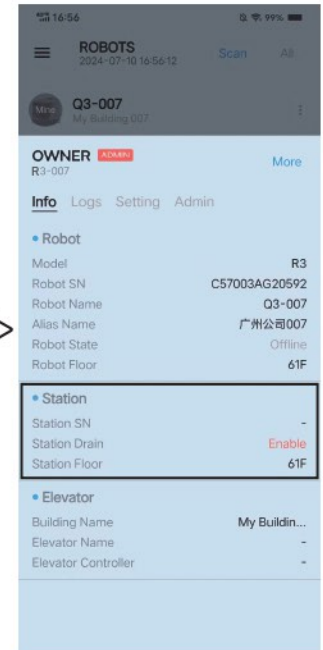 16:56 99%
ROBOTS Scan All
2024-07-10 16:56:12
Mine Q3-007
My Building 007
OWNER ADMIN More
R3-007
Info Logs Setting Admin
Robot
Model R3
Robot SN C57003AG20592
Robot Name Q3-007
Alias Name 广州公司007
Robot State Offline
Robot Floor 61F
Station
Station SN -
Station Drain Enable
Station Floor 61F
Elevator
Building Name My Buildin...
Elevator Name -
Elevator Controller -